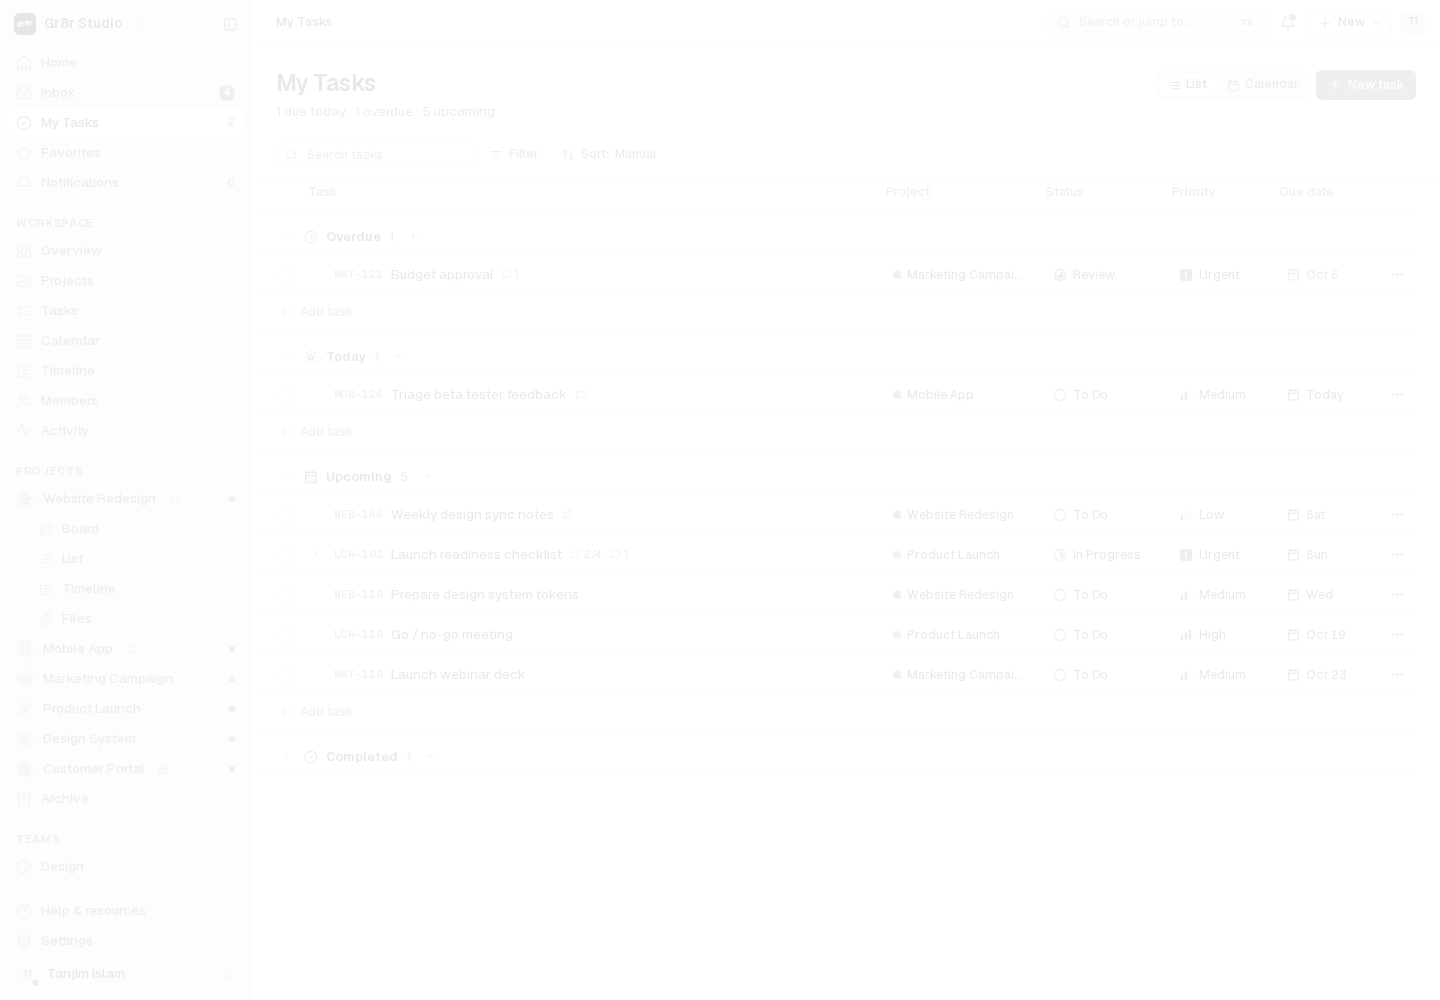 gr8r Gr8r Studio
Home
Inbox 4
My Tasks 2
Favorites
Notifications 6
WORKSPACE
Overview
Projects
Tasks
Calendar
Timeline
Members
Activity
PROJECTS
Website Redesign
Board
List
Timeline
Files
Mobile App
Marketing Campaign
Product Launch
Design System
Customer Portal
Archive
TEAMS
Design
Help & resources
Settings
TI Tanjim Islam
My Tasks Search or jump to... ⌘K New TI
My Tasks List Calendar New task
1 due today · 1 overdue · 5 upcoming
Search tasks Filter Sort: Manual
Task Project Status Priority Due date
Overdue 1
MKT-121 Budget approval 1 Marketing Campai... Review Urgent Oct 6
Add task
Today 1
MOB-124 Triage beta tester feedback Mobile App To Do Medium Today
Add task
Upcoming 5
WEB-145 Weekly design sync notes Website Redesign To Do Low Sat
LCH-103 Launch readiness checklist 2/4 1 Product Launch In Progress Urgent Sun
WEB-116 Prepare design system tokens Website Redesign To Do Medium Wed
LCH-116 Go / no-go meeting Product Launch To Do High Oct 19
MKT-116 Launch webinar deck Marketing Campai... To Do Medium Oct 23
Add task
Completed 1